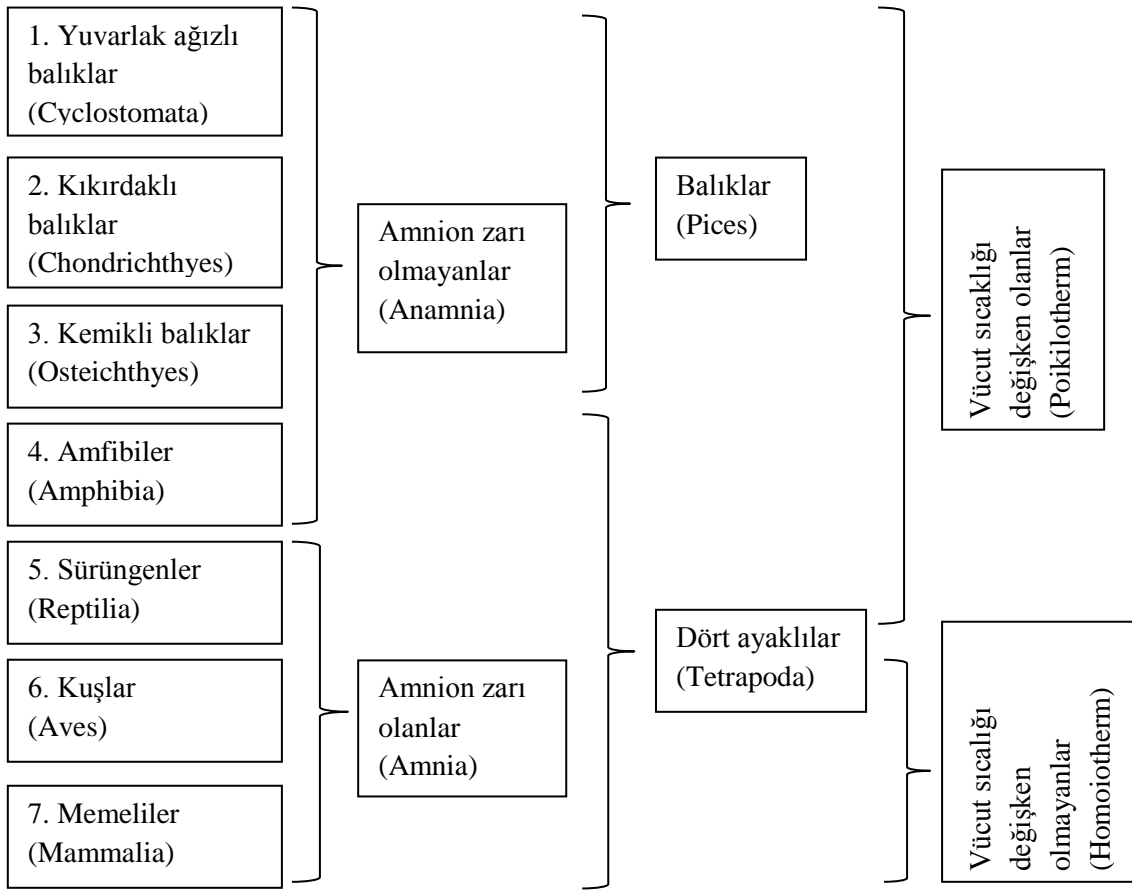 1. Yuvarlak ağızlı
balıklar
(Cyclostomata)
2. Kıkırdaklı
balıklar
(Chondrichthyes)
3. Kemikli balıklar
(Osteichthyes)
4. Amfibiler
(Amphibia)
5. Sürüngenler
(Reptilia)
6. Kuşlar
(Aves)
7. Memeliler
(Mammalia)
Amnion zarı
olmayanlar
(Anamnia)
Amnion zarı
olanlar
(Amnia)
Balıklar
(Pices)
Dört ayaklılar
(Tetrapoda)
Vücut sıcaklığı
değişken olanlar
(Poikilotherm)
Vücut sıcalığı
değişken
olmayanlar
(Homoiotherm)